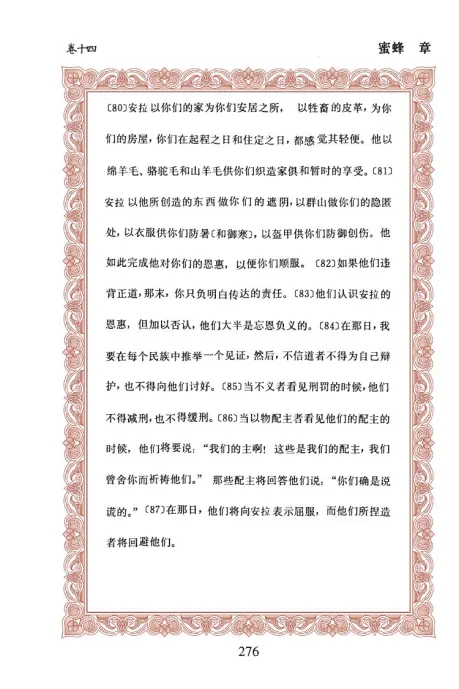 卷十四
蜜蜂 章
〔80〕安拉以你们的家为你们安居之所， 以牲畜的皮革，为你
们的房屋，你们在起程之日和住定之日，都感觉其轻便。他以
绵羊毛、骆驼毛和山羊毛供你们织造家俱和暂时的享受。〔81〕
安拉以他所创造的东西做你们的遮阴，以群山做你们的隐匿
处，以衣服供你们防暑〔和御寒〕，以盔甲供你们防御创伤。他
如此完成他对你们的恩惠，以便你们顺服。〔82〕如果他们违
背正道，那末，你只负明白传达的责任。〔83〕他们认识安拉的
恩惠，但加以否认，他们大半是忘恩负义的。〔84〕在那日，我
要在每个民族中推举一个见证，然后，不信道者不得为自己辩
护，也不得向他们讨好。〔85〕当不义者看见刑罚的时候，他们
不得减刑，也不得缓刑。〔86〕当以物配主者看见他们的配主的
时候，他们将要说：“我们的主啊！这些是我们的配主，我们
曾舍你而祈祷他们。” 那些配主将回答他们说：“你们确是说
谎的。”〔87〕在那日，他们将向安拉表示屈服，而他们所捏造
者将回避他们。
276